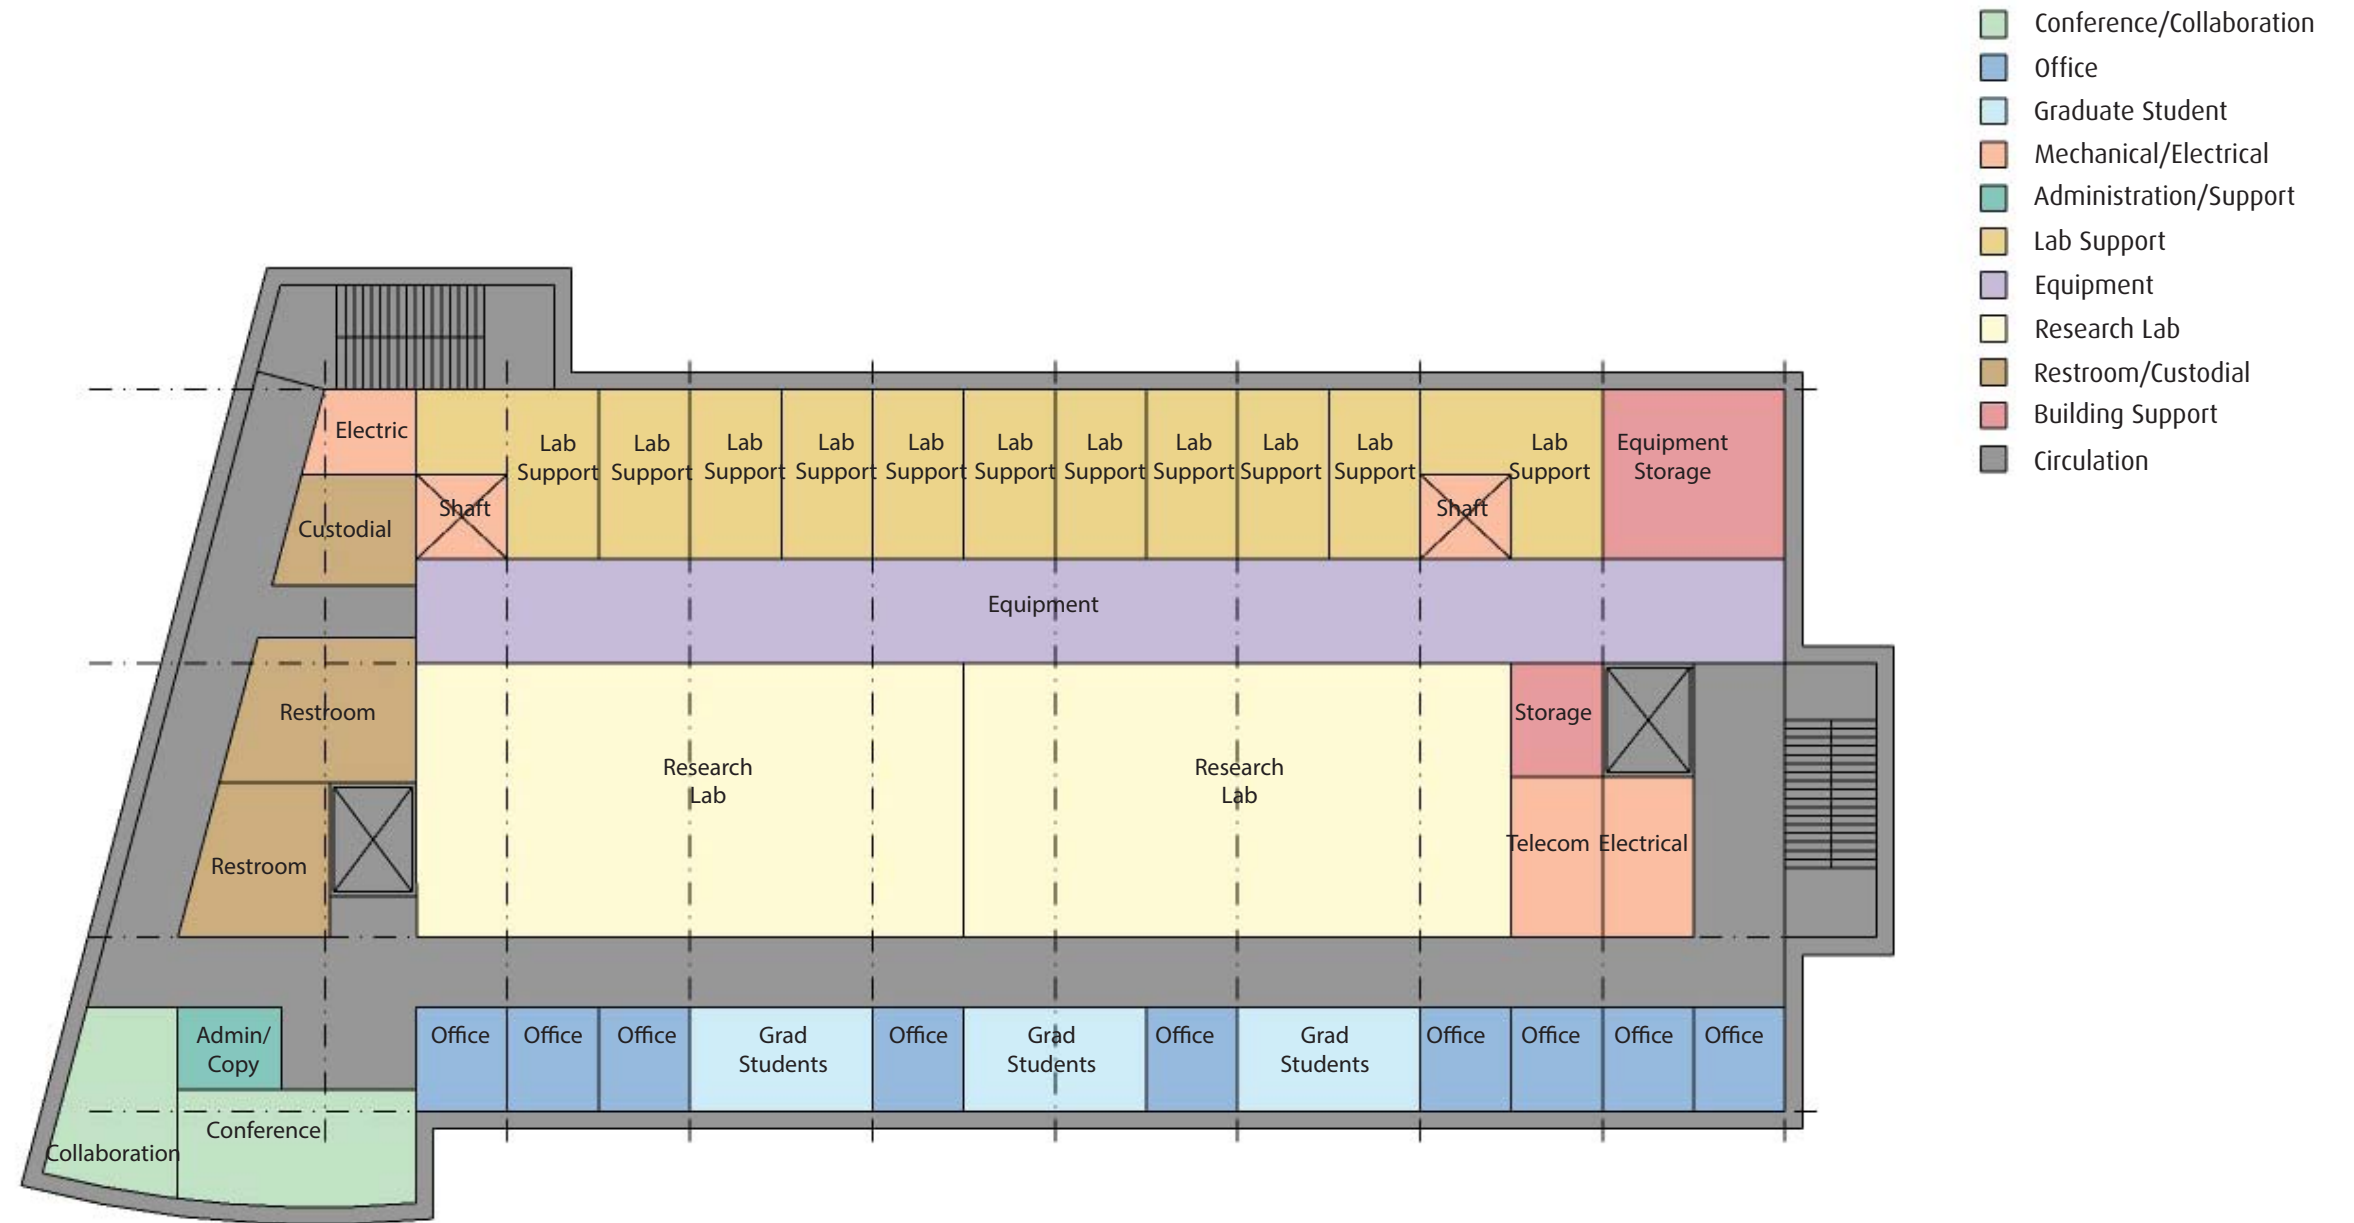 Conference/Collaboration
Office
Graduate Student
Mechanical/Electrical
Administration/Support
Lab Support
Equipment
Research Lab
Restroom/Custodial
Building Support
Circulation
Electric
Lab
Support
Lab
Support
Lab
Support
Lab
Support
Lab
Support
Lab
Support
Lab
Support
Lab
Support
Lab
Support
Lab
Support
Lab
Support
Equipment
Storage
Shaft
Shaft
Custodial
Equipment
Restroom
Storage
Research
Lab
Research
Lab
Restroom
Telecom
Electrical
Admin/
Copy
Office
Office
Office
Grad
Students
Office
Grad
Students
Office
Grad
Students
Office
Office
Office
Office
Conference
Collaboration